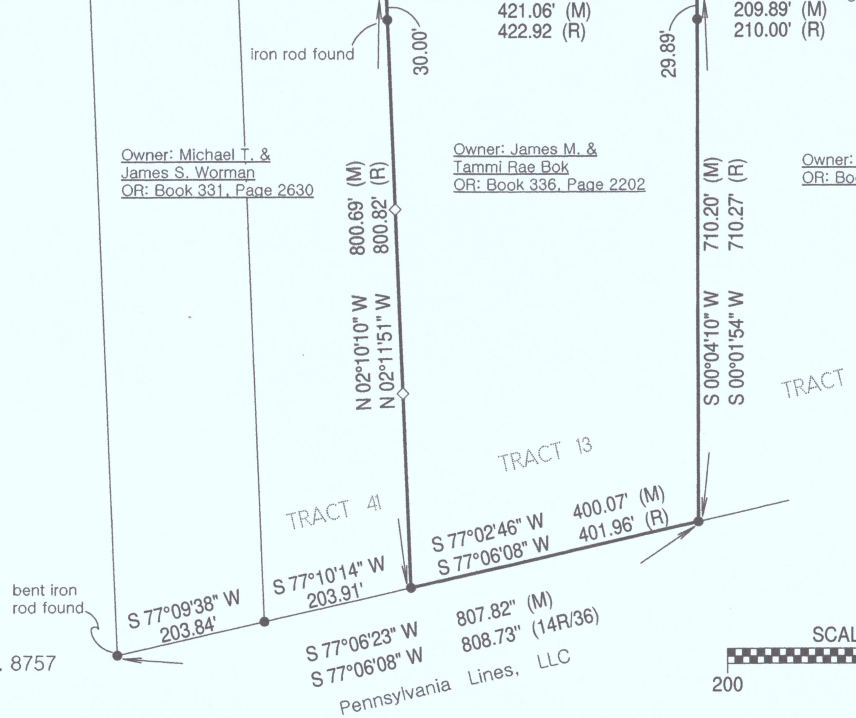 421.06' (M)
422.92 (R)
209.89' (M)
210.00' (R)
iron rod found
30.00'
29.89'
Owner: Michael T. &
James S. Worman
OR: Book 331, Page 2630
Owner: James M. &
Tammi Rae Bok
OR: Book 336, Page 2202
Owner:
OR: Bo
800.69' (M)
800.82' (R)
710.20' (M)
710.27' (R)
N 02°10'10" W
N 02°11'51" W
S 00°04'10" W
S 00°01'54" W
TRACT
TRACT 13
TRACT 41
S 77°02'46" W 400.07' (M)
S 77°06'08" W 401.96' (R)
bent iron
rod found
S 77°09'38" W
203.84'
S 77°10'14" W
203.91'
S 77°06'23" W 807.82" (M)
S 77°06'08" W 808.73" (14R/36)
Pennsylvania Lines, LLC
. 8757
SCAL
200